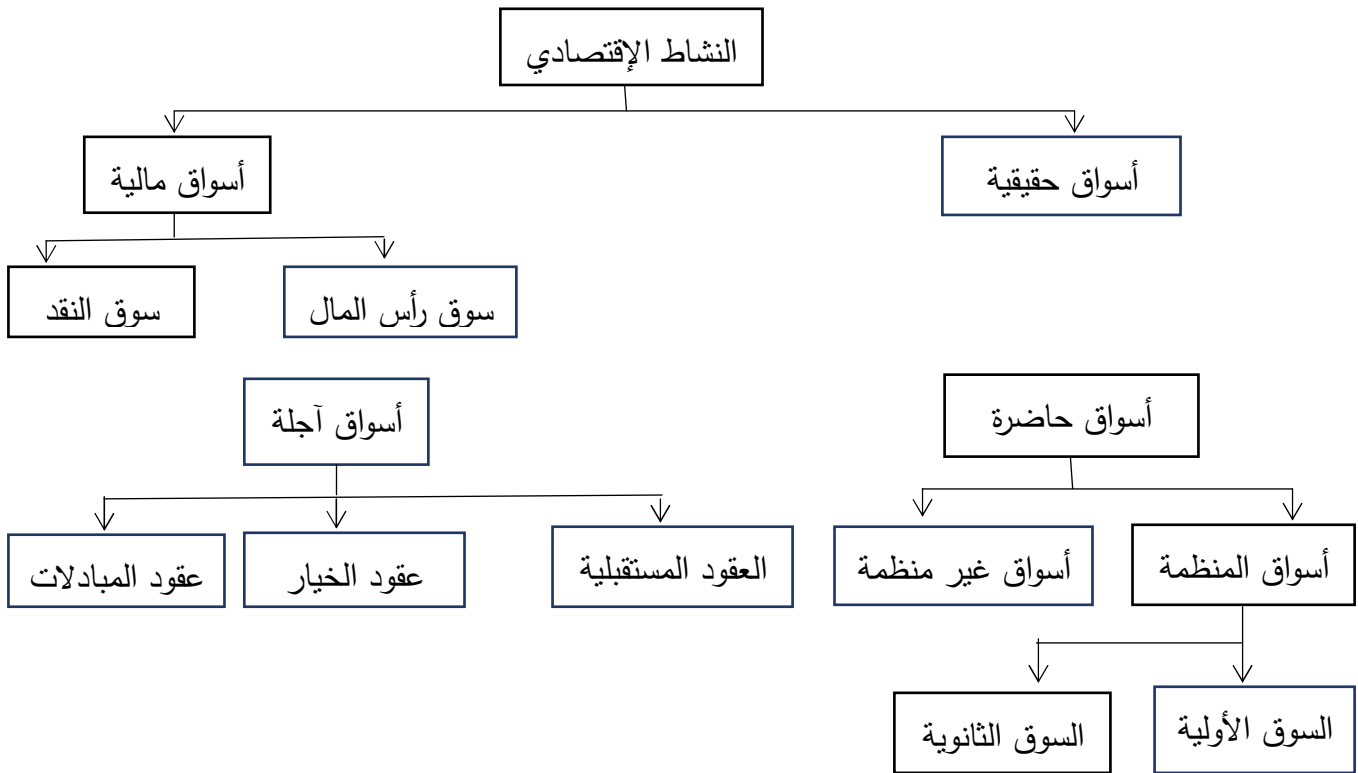 النشاط الإقتصادي
أسواق حقيقية
أسواق مالية
سوق رأس المال
سوق النقد
أسواق حاضرة
أسواق آجلة
أسواق المنظمة
أسواق غير منظمة
العقود المستقبلية
عقود الخيار
عقود المبادلات
السوق الأولية
السوق الثانوية